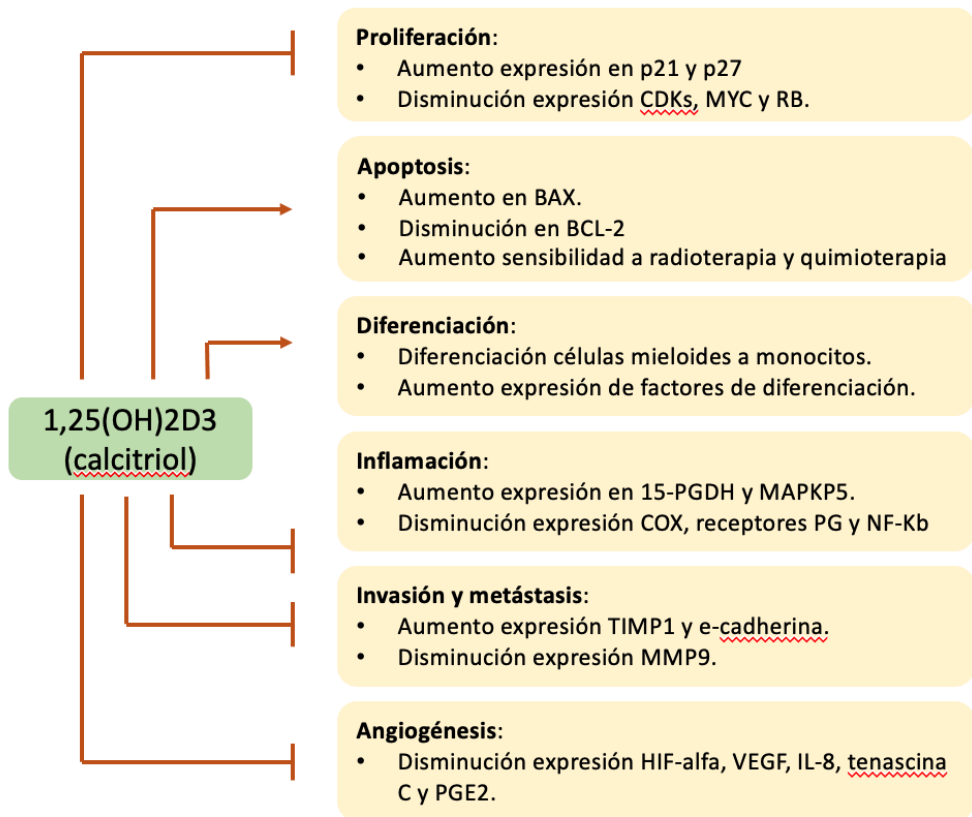 Proliferación:
• Aumento expresión en p21 y p27
• Disminución expresión CDKs, MYC y RB.
Apoptosis:
• Aumento en BAX.
• Disminución en BCL-2
• Aumento sensibilidad a radioterapia y quimioterapia
Diferenciación:
• Diferenciación células mieloides a monocitos.
• Aumento expresión de factores de diferenciación.
1,25(OH)2D3
(calcitriol)
Inflamación:
• Aumento expresión en 15-PGDH y MAPKP5.
• Disminución expresión COX, receptores PG y NF-Kb
Invasión y metástasis:
• Aumento expresión TIMP1 y e-cadherina.
• Disminución expresión MMP9.
Angiogénesis:
• Disminución expresión HIF-alfa, VEGF, IL-8, tenascina
C y PGE2.